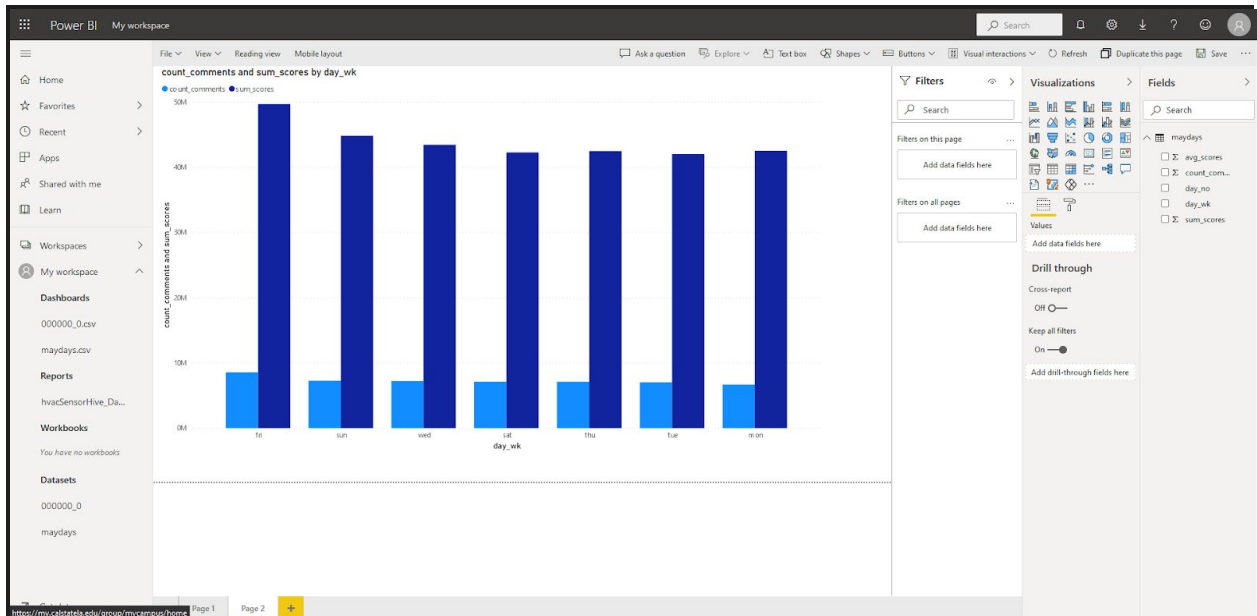 Power BI My workspace
Search
File View Reading view Mobile layout
Ask a question Explore Text box Shapes Buttons Visual interactions Refresh Duplicate this page Save
Home
Favorites
Recent
Apps
Shared with me
Learn
Workspaces
My workspace
Dashboards
000000_0.csv
maydays.csv
Reports
hvacSensorHive_Da...
Workbooks
You have no workbooks
Datasets
000000_0
maydays
https://my.calstatela.edu/group/mycampus/home
count_comments and sum_scores by day_wk
count_comments sum_scores
50M
40M
30M
20M
10M
0M
count_comments and sum_scores
fri sun wed sat thu tue mon
day_wk
Page 1 Page 2 +
Filters
Search
Filters on this page ...
Add data fields here
Filters on all pages ...
Add data fields here
Visualizations
Values
Add data fields here
Drill through
Cross-report
Off
Keep all filters
On
Add drill-through fields here
Fields
Search
maydays
Σ avg_scores
Σ count_com...
day_no
day_wk
Σ sum_scores